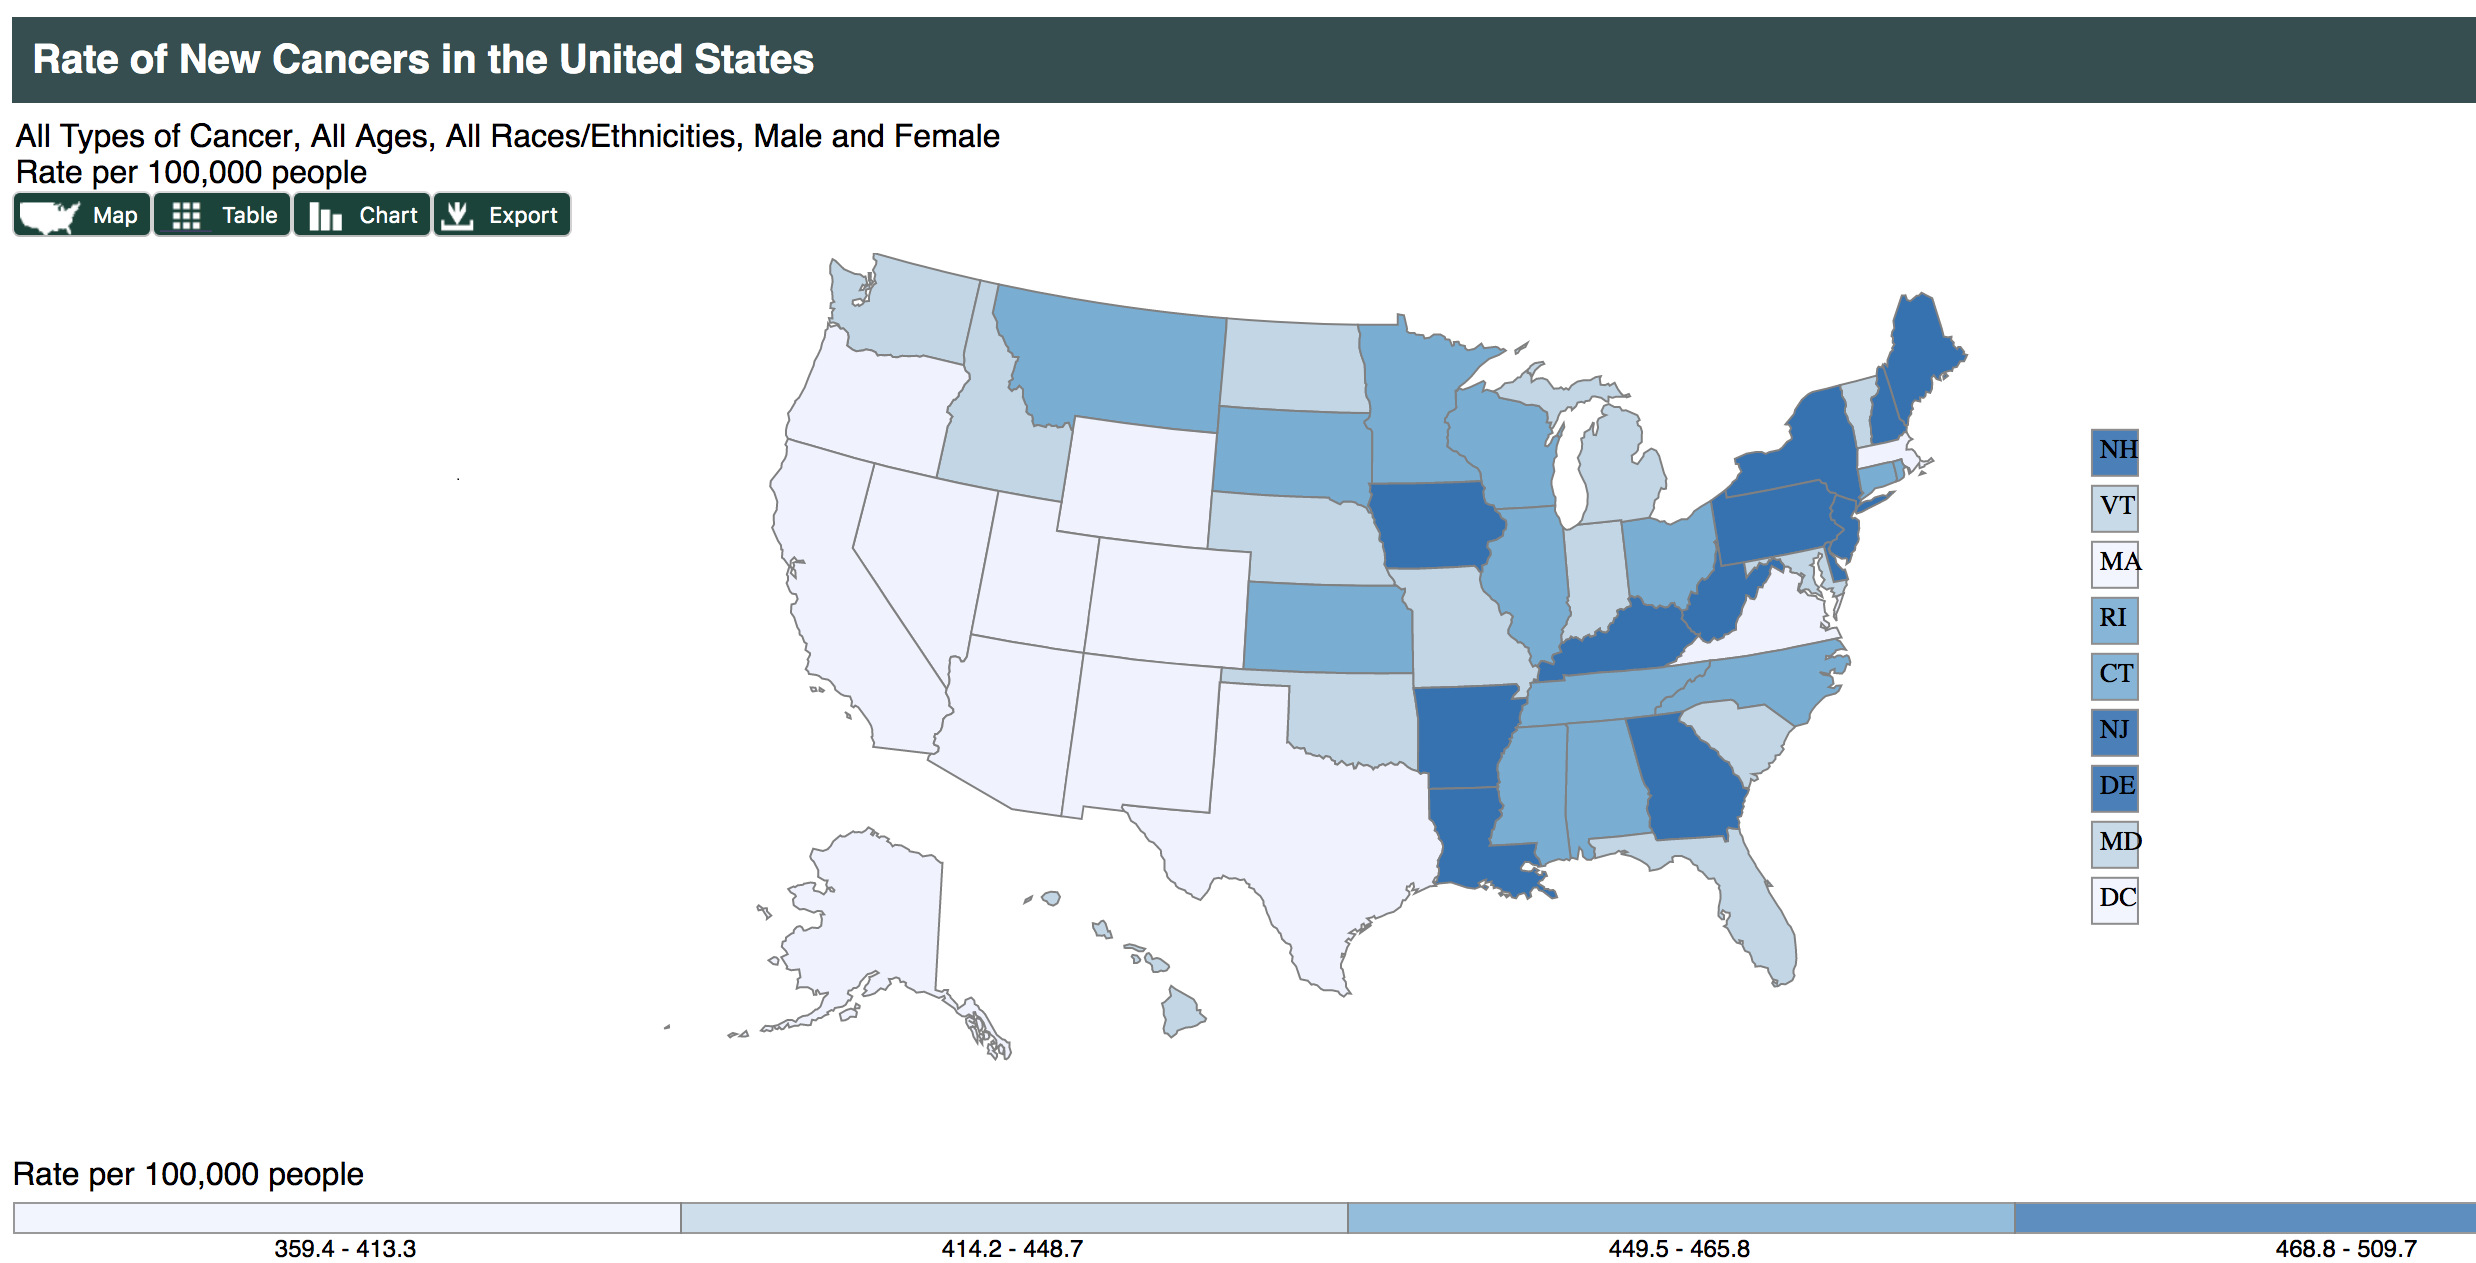 Rate of New Cancers in the United States
All Types of Cancer, All Ages, All Races/Ethnicities, Male and Female
Rate per 100,000 people
Map Table Chart Export
NH
VT
MA
RI
CT
NJ
DE
MD
DC
Rate per 100,000 people
359.4 - 413.3 414.2 - 448.7 449.5 - 465.8 468.8 - 509.7